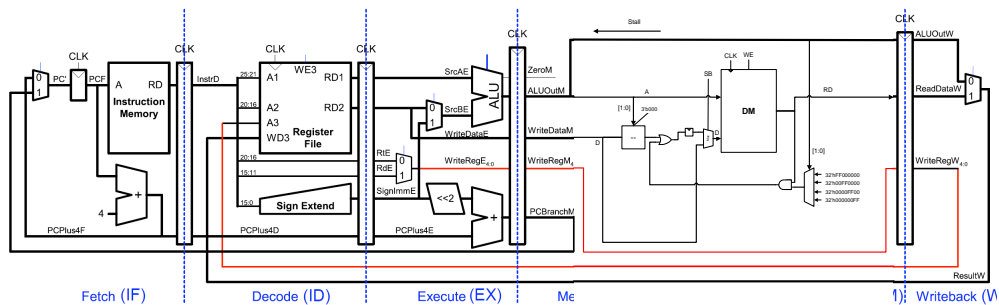 Stall
CLK
CLK
CLK
CLK
ALUOutW
0
1
PC'
CLK
PCF
A
RD
Instruction
Memory
InstrD
CLK
WE3
25:21
A1
RD1
20:16
A2
RD2
A3
WD3
Register
File
20:16
15:11
15:0
Sign Extend
SrcAE
0
1
SrcBE
ALU
WriteDataE
RtE
RdE
0
1
WriteRegE4:0
SignImmE
<<2
+
ZeroM
ALUOutM
WriteDataM
WriteRegM4
PCBranchM
A
[1:0]
3'b000
D
SB
D
CLK
WE
DM
RD
[1:0]
32'hFF000000
32'h00FF0000
32'h0000FF00
32'h000000FF
ReadDataW
0
1
WriteRegW4:0
4
+
PCPlus4F
PCPlus4D
PCPlus4E
ResultW
Fetch (IF)
Decode (ID)
Execute (EX)
Me
Writeback (W